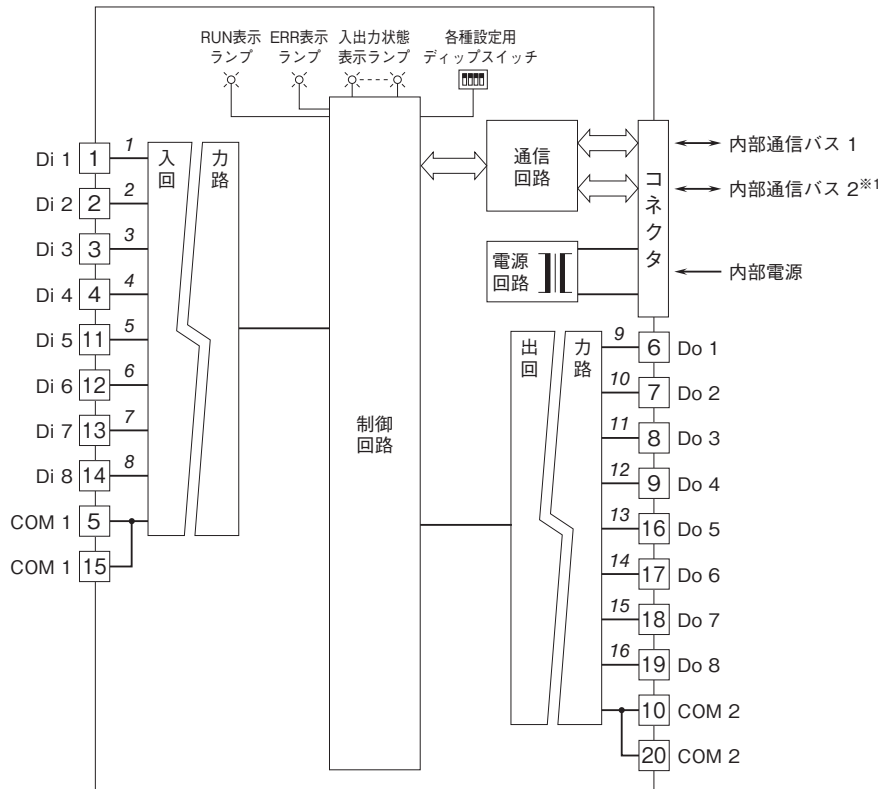 RUN表示
ランプ
ERR表示
ランプ
入出力状態
表示ランプ
各種設定用
ディップスイッチ
Di 1 1 1
Di 2 2 2
Di 3 3 3
Di 4 4 4
Di 5 11 5
Di 6 12 6
Di 7 13 7
Di 8 14 8
COM 1 5
COM 1 15
入力
回路
制御
回路
通信
回路
電源
回路
コネクタ
内部通信バス 1
内部通信バス 2※1
内部電源
出力
回路
9 6 Do 1
10 7 Do 2
11 8 Do 3
12 9 Do 4
13 16 Do 5
14 17 Do 6
15 18 Do 7
16 19 Do 8
10 COM 2
20 COM 2